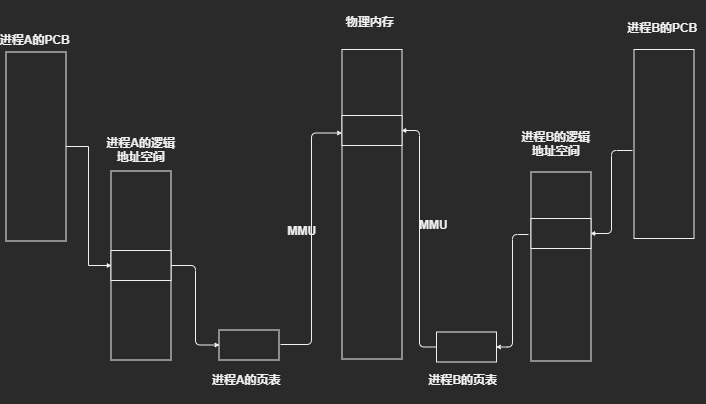 物理内存
进程A的PCB
进程B的PCB
进程A的逻辑
地址空间
进程B的逻辑
地址空间
MMU
MMU
进程A的页表
进程B的页表